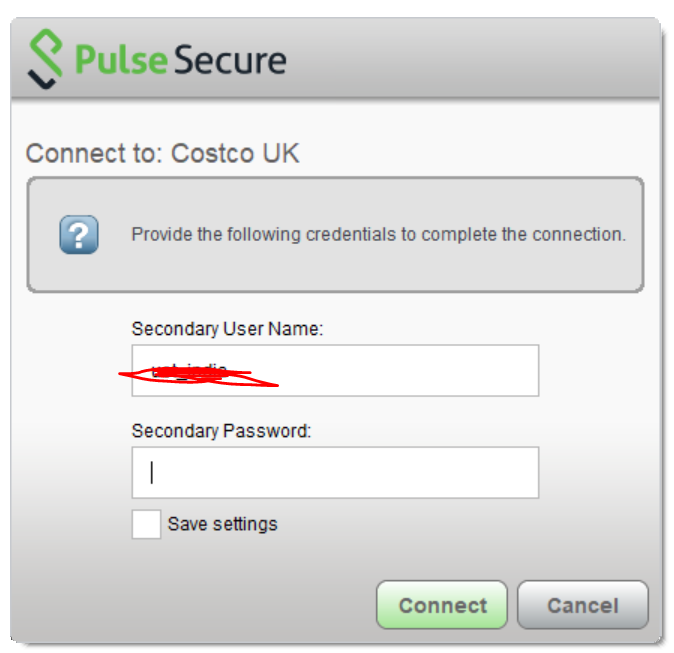 Pulse Secure
Connect to: Costco UK
Provide the following credentials to complete the connection.
Secondary User Name:
Secondary Password:
Save settings
Connect
Cancel